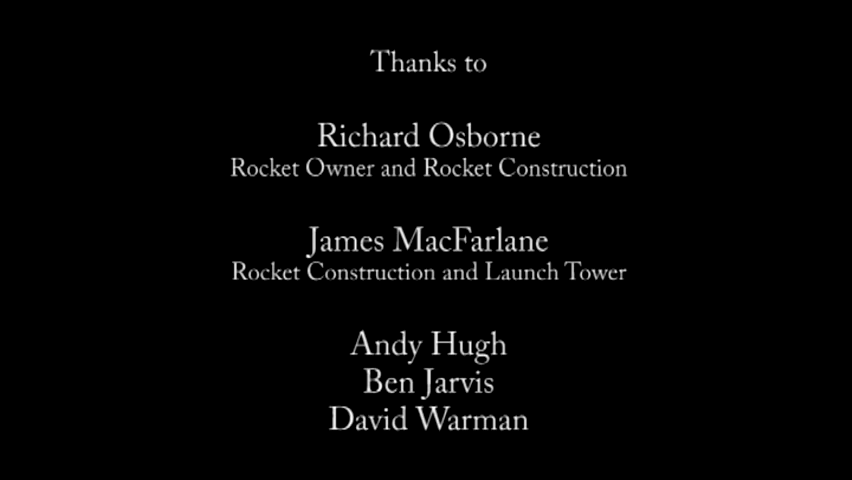 Thanks to
Richard Osborne
Rocket Owner and Rocket Construction
James MacFarlane
Rocket Construction and Launch Tower
Andy Hugh
Ben Jarvis
David Warman